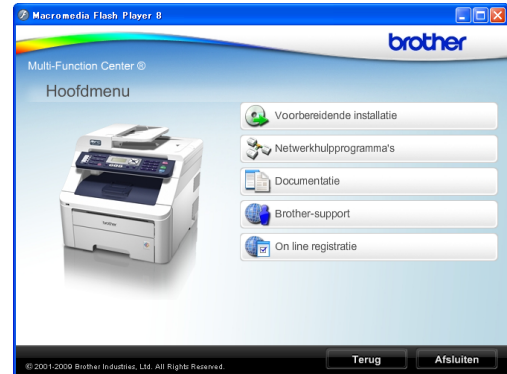 Macromedia Flash Player 8
brother
Multi-Function Center ®
Hoofdmenu
Voorbereidende installatie
Netwerkhulpprogramma's
Documentatie
Brother-support
On line registratie
brother
© 2001-2009 Brother Industries, Ltd. All Rights Reserved.
Terug
Afsluiten